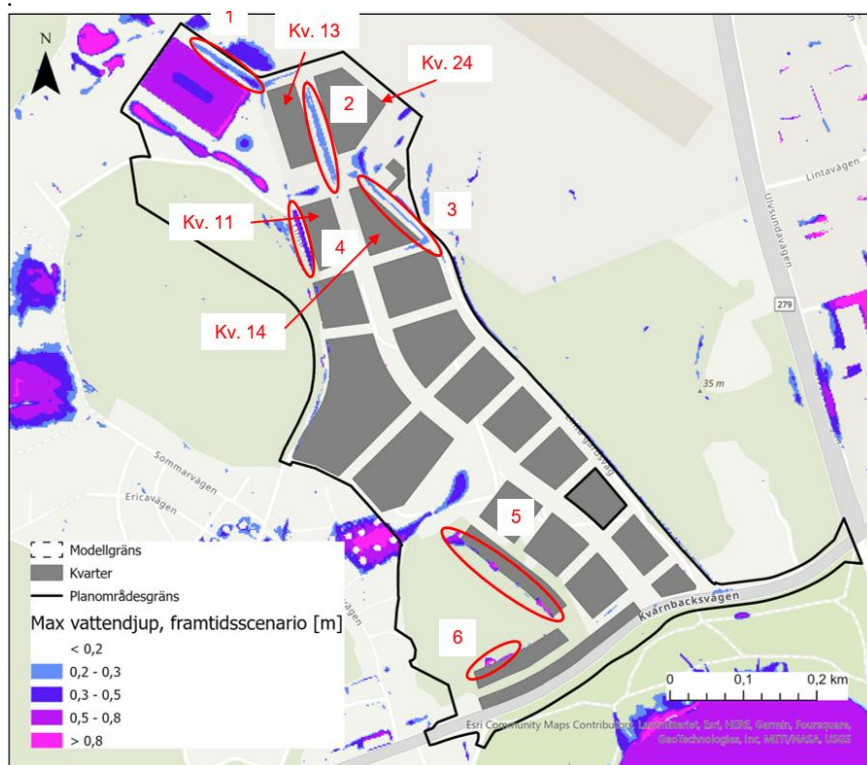 1
N
Kv. 13
Kv. 24
2
Lintavägen
Ulvsundavägen
Kv. 11
3
4
279
Kv. 14
35 m
Sommarvägen
Ericavägen
5
Modellgräns
Kvarter
Planområdesgräns
Kvarnbacksvägen
Max vattendjup, framtidsscenario [m]
< 0,2
6
0,2 - 0,3
0,3 - 0,5
0 0,1 0,2 km
0,5 - 0,8
> 0,8
Esri Community Maps Contributors, Lantmäteriet, Esri, HERE, Garmin, Foursquare,
GeoTechnologies, Inc, METI/NASA, USGS